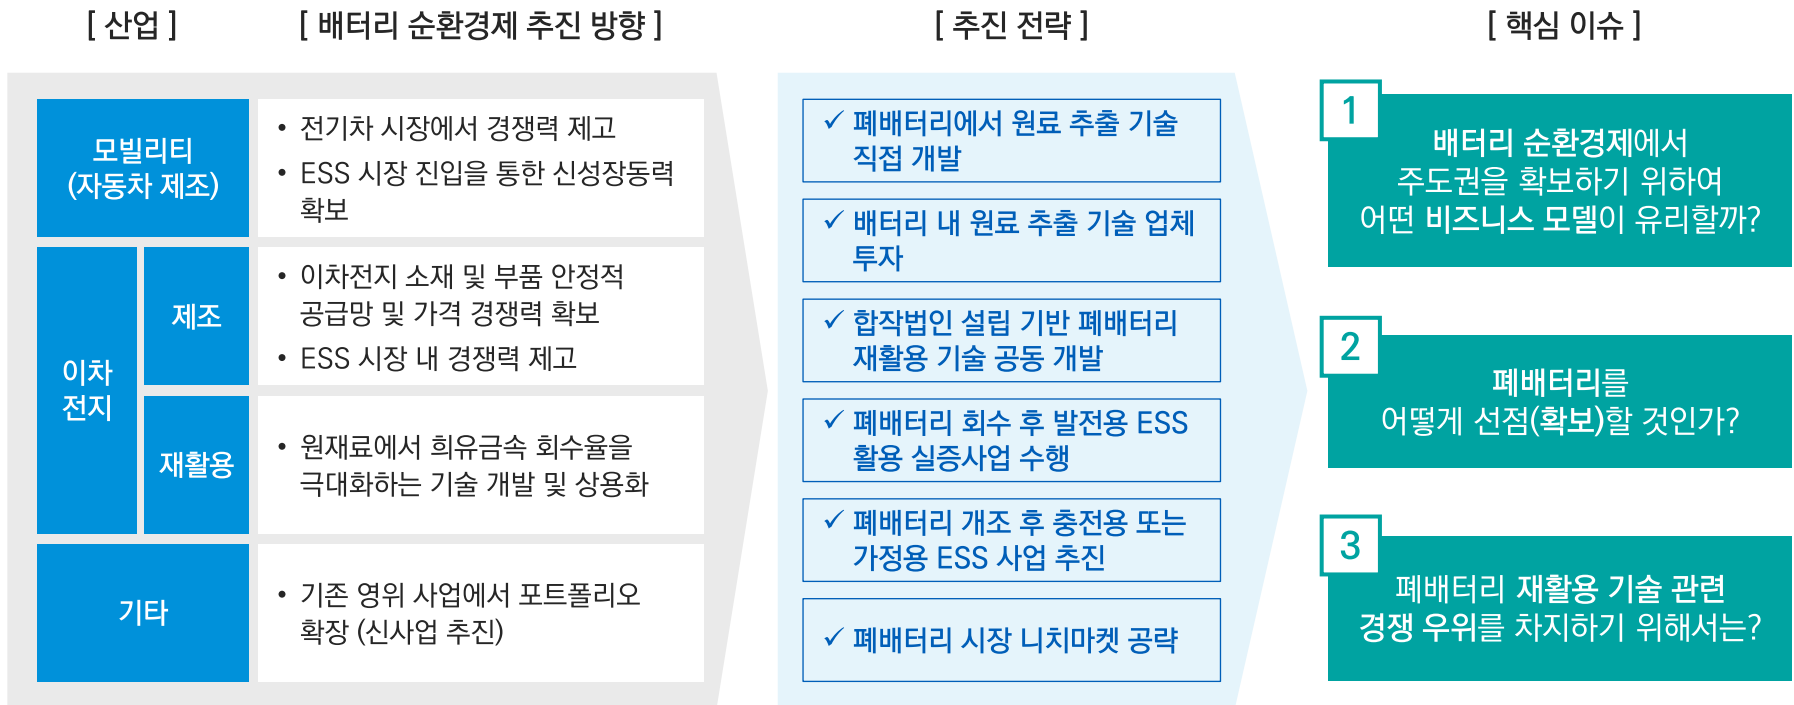 [ 산업 ]
[ 배터리 순환경제 추진 방향 ]
[ 추진 전략 ]
[ 핵심 이슈 ]
모빌리티
(자동차 제조)
• 전기차 시장에서 경쟁력 제고
• ESS 시장 진입을 통한 신성장동력
확보
이차
전지
제조
• 이차전지 소재 및 부품 안정적
공급망 및 가격 경쟁력 확보
• ESS 시장 내 경쟁력 제고
재활용
• 원재료에서 희유금속 회수율을
극대화하는 기술 개발 및 상용화
기타
• 기존 영위 사업에서 포트폴리오
확장 (신사업 추진)
✓ 폐배터리에서 원료 추출 기술
직접 개발
✓ 배터리 내 원료 추출 기술 업체
투자
✓ 합작법인 설립 기반 폐배터리
재활용 기술 공동 개발
✓ 폐배터리 회수 후 발전용 ESS
활용 실증사업 수행
✓ 폐배터리 개조 후 충전용 또는
가정용 ESS 사업 추진
✓ 폐배터리 시장 니치마켓 공략
1
배터리 순환경제에서
주도권을 확보하기 위하여
어떤 비즈니스 모델이 유리할까?
2
폐배터리를
어떻게 선점(확보)할 것인가?
3
폐배터리 재활용 기술 관련
경쟁 우위를 차지하기 위해서는?